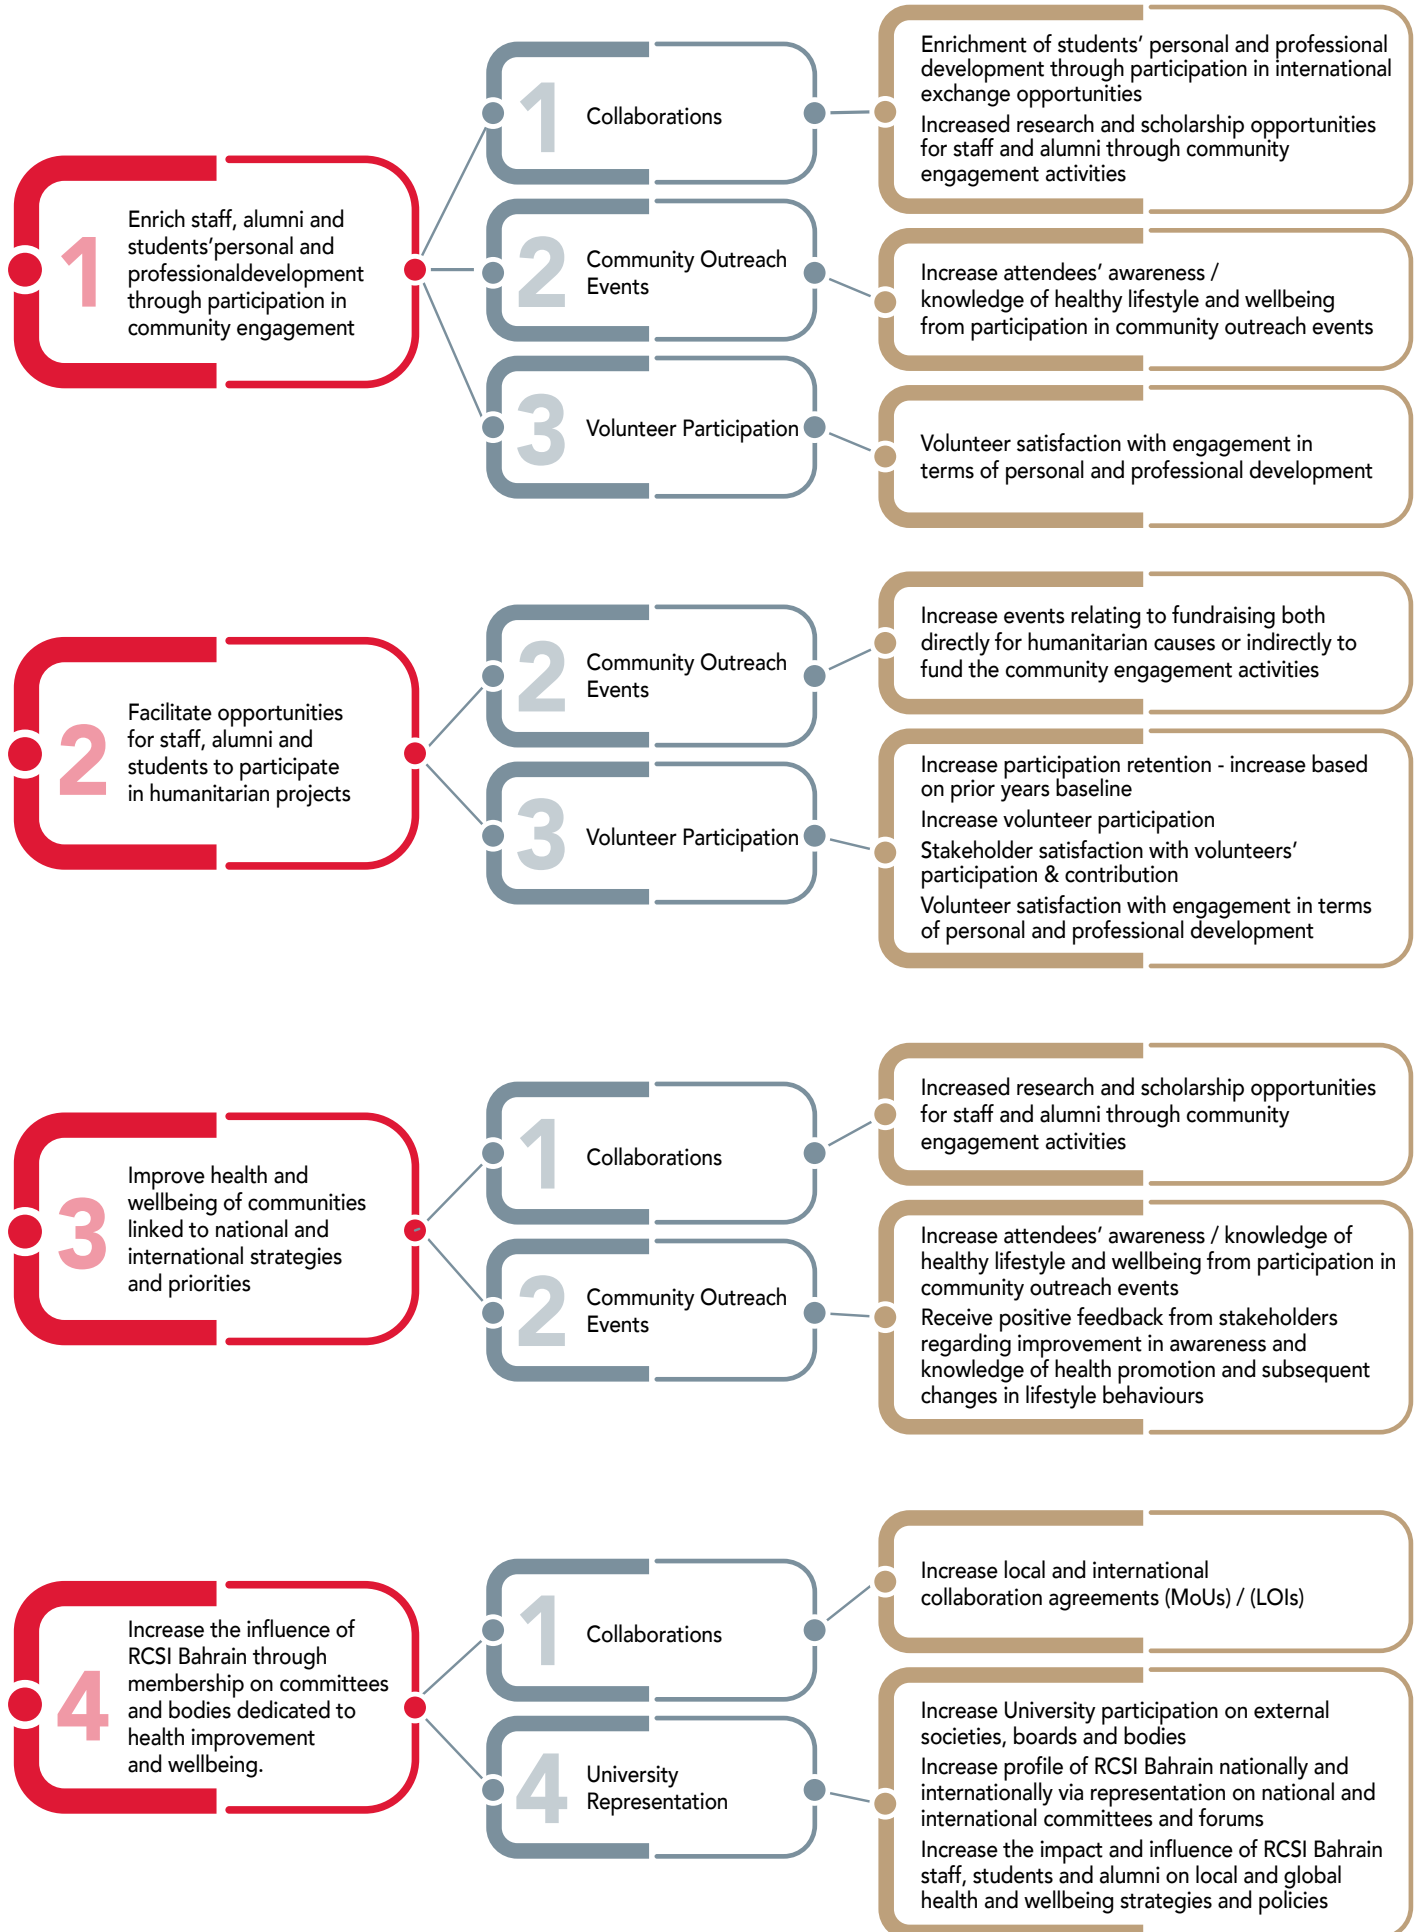 1
Enrich staff, alumni and
students'personal and
professionaldevelopment
through participation in
community engagement
1
Collaborations
Enrichment of students' personal and professional
development through participation in international
exchange opportunities
Increased research and scholarship opportunities
for staff and alumni through community
engagement activities
2
Community Outreach
Events
Increase attendees' awareness /
knowledge of healthy lifestyle and wellbeing
from participation in community outreach events
3
Volunteer Participation
Volunteer satisfaction with engagement in
terms of personal and professional development
2
Facilitate opportunities
for staff, alumni and
students to participate
in humanitarian projects
2
Community Outreach
Events
Increase events relating to fundraising both
directly for humanitarian causes or indirectly to
fund the community engagement activities
3
Volunteer Participation
Increase participation retention - increase based
on prior years baseline
Increase volunteer participation
Stakeholder satisfaction with volunteers'
participation & contribution
Volunteer satisfaction with engagement in terms
of personal and professional development
3
Improve health and
wellbeing of communities
linked to national and
international strategies
and priorities
1
Collaborations
Increased research and scholarship opportunities
for staff and alumni through community
engagement activities
2
Community Outreach
Events
Increase attendees' awareness / knowledge of
healthy lifestyle and wellbeing from participation in
community outreach events
Receive positive feedback from stakeholders
regarding improvement in awareness and
knowledge of health promotion and subsequent
changes in lifestyle behaviours
4
Increase the influence of
RCSI Bahrain through
membership on committees
and bodies dedicated to
health improvement
and wellbeing.
1
Collaborations
Increase local and international
collaboration agreements (MoUs) / (LOIs)
4
University
Representation
Increase University participation on external
societies, boards and bodies
Increase profile of RCSI Bahrain nationally and
internationally via representation on national and
international committees and forums
Increase the impact and influence of RCSI Bahrain
staff, students and alumni on local and global
health and wellbeing strategies and policies